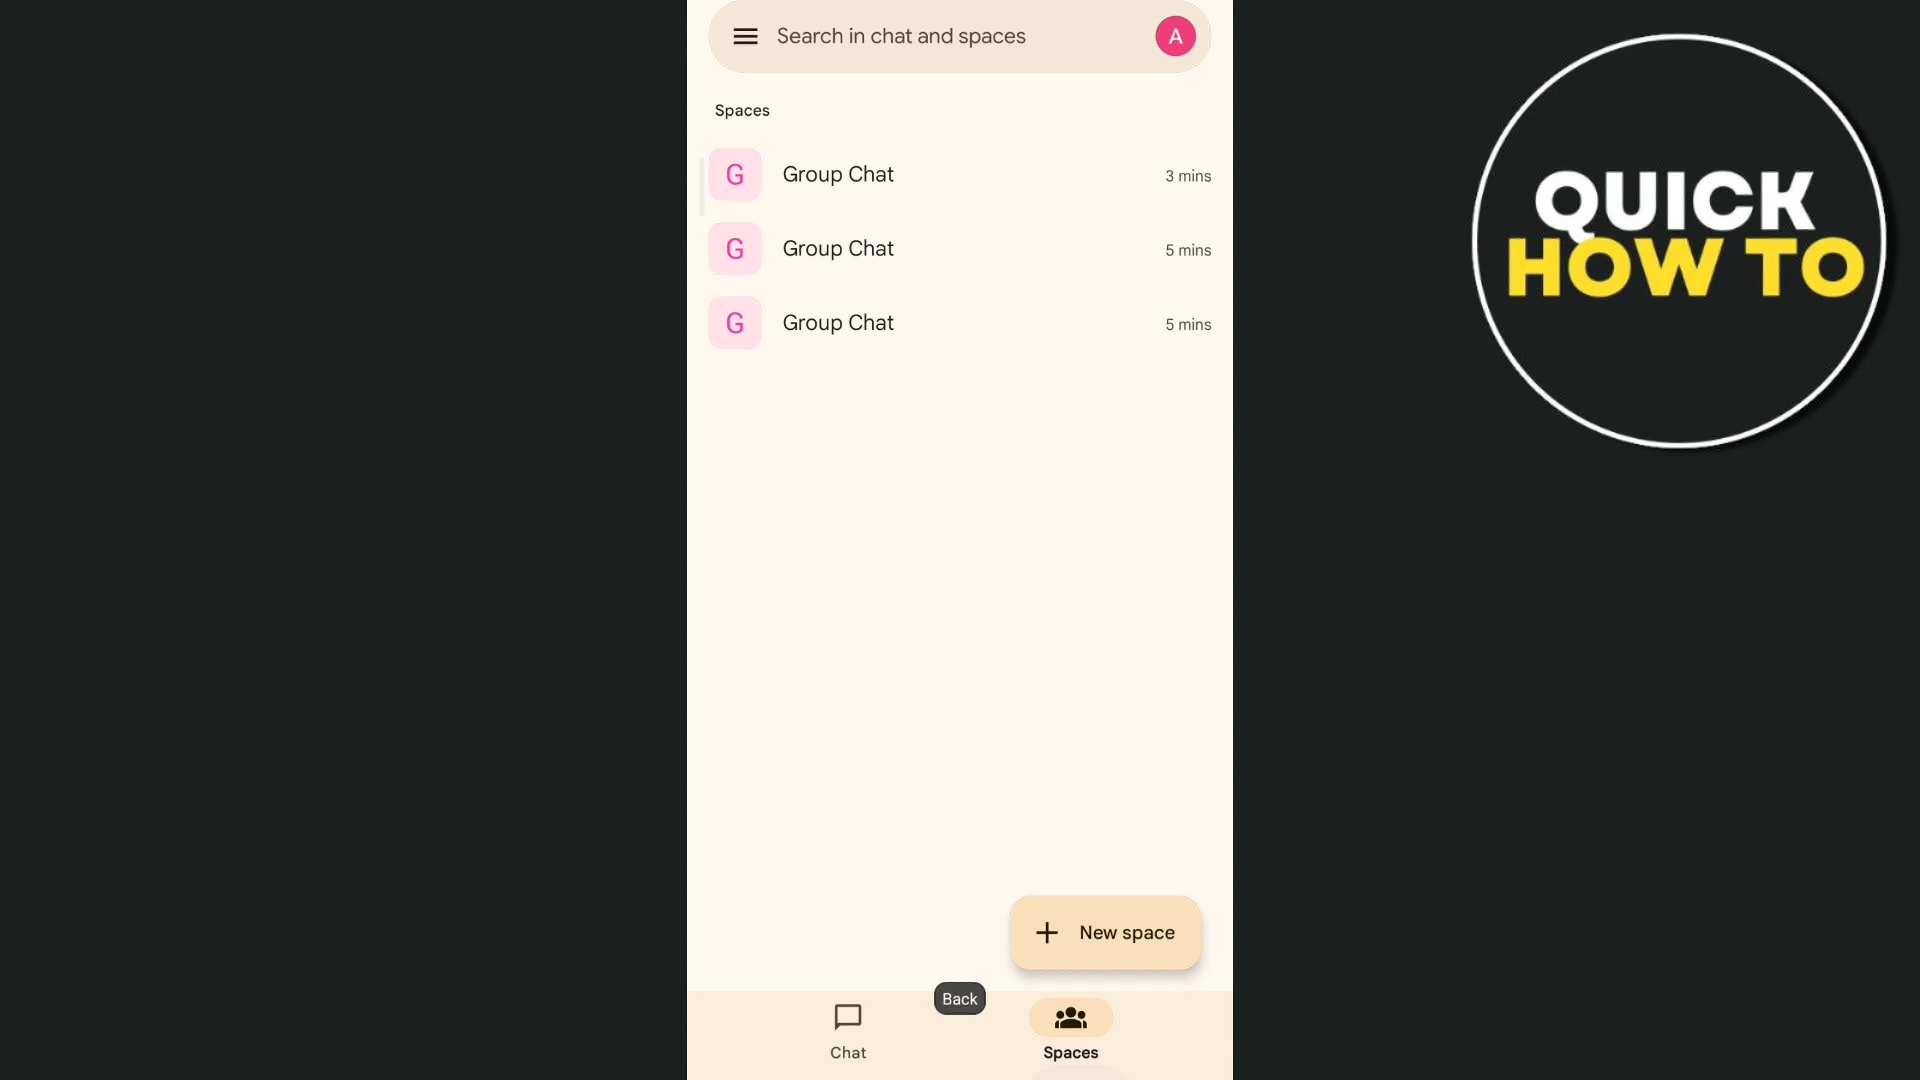 Search in chat and spaces
A
Spaces
G
Group Chat
3 mins
G
Group Chat
5 mins
G
Group Chat
5 mins
New space
Back
Chat
Spaces
QUICK
HOW TO